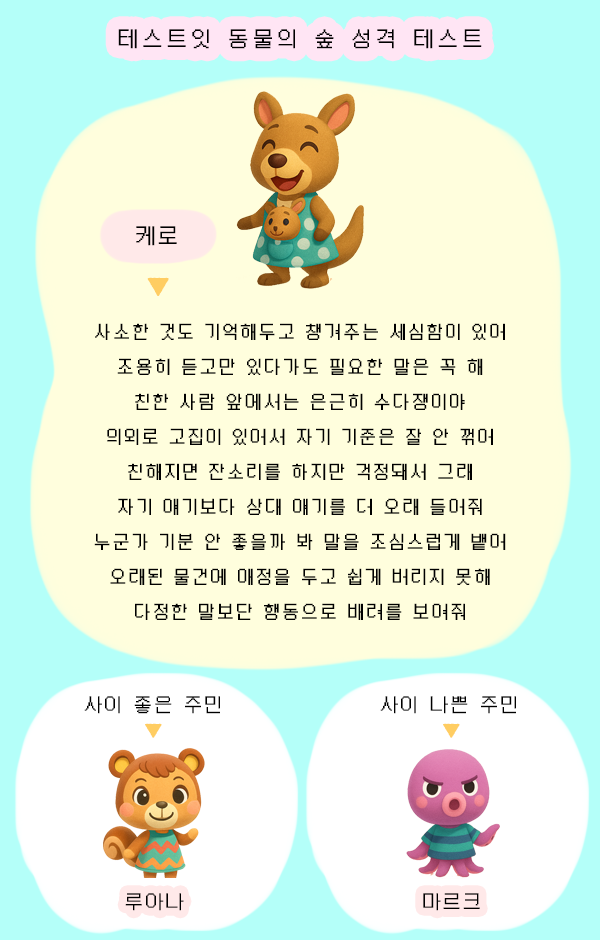 테스트잇 동물의 숲 성격 테스트
케로
사소한 것도 기억해두고 챙겨주는 세심함이 있어
조용히 듣고만 있다가도 필요한 말은 꼭 해
친한 사람 앞에서는 은근히 수다쟁이야
의외로 고집이 있어서 자기 기준은 잘 안 꺾어
친해지면 잔소리를 하지만 걱정돼서 그래
자기 얘기보다 상대 얘기를 더 오래 들어줘
누군가 기분 안 좋을까 봐 말을 조심스럽게 뱉어
오래된 물건에 애정을 두고 쉽게 버리지 못해
다정한 말보단 행동으로 배려를 보여줘
사이 좋은 주민
사이 나쁜 주민
루아나
마르크